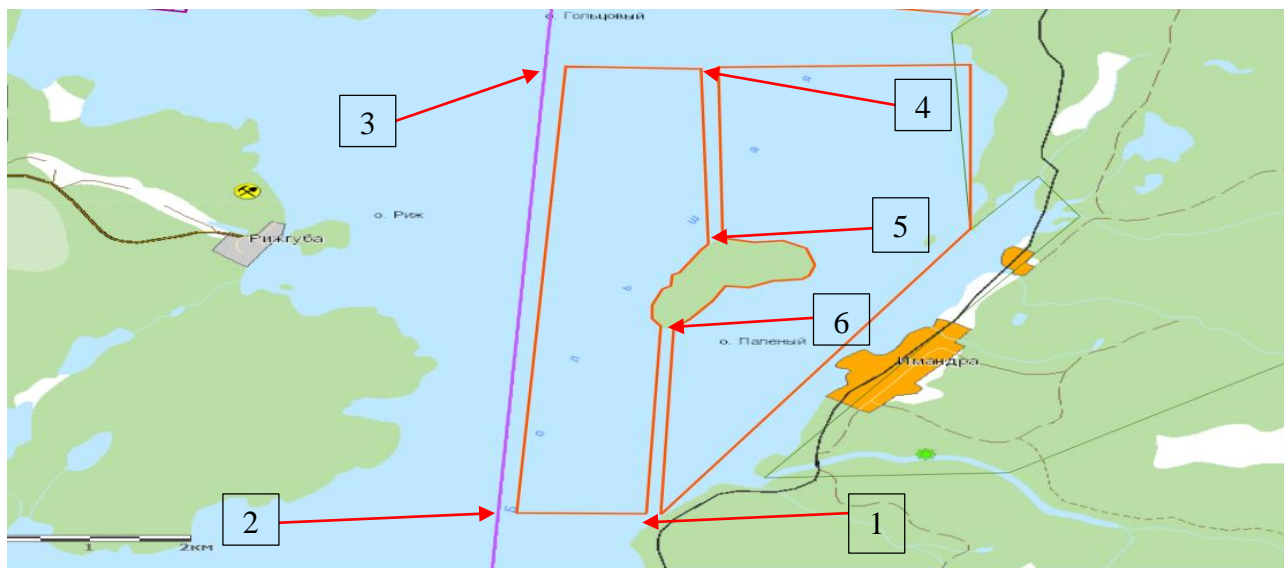 о. Гольцовый
3
4
а
а
Ш
ь
л
о
Б
о. Риж
Рижгуба
5
6
о. Паленый
Имандра
2
1
1
2км